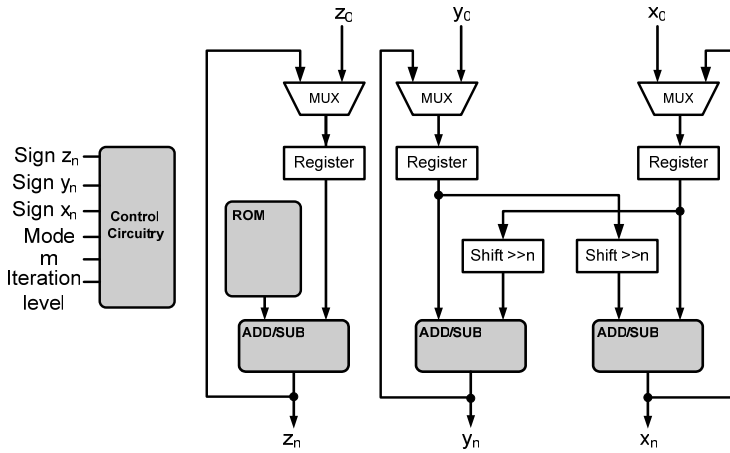 z0
y0
x0
MUX
MUX
MUX
Register
Register
Register
Sign zn
Sign yn
Sign xn
Mode
m
Iteration
level
Control
Circuitry
ROM
Shift >>n
Shift >>n
ADD/SUB
ADD/SUB
ADD/SUB
zn
yn
xn